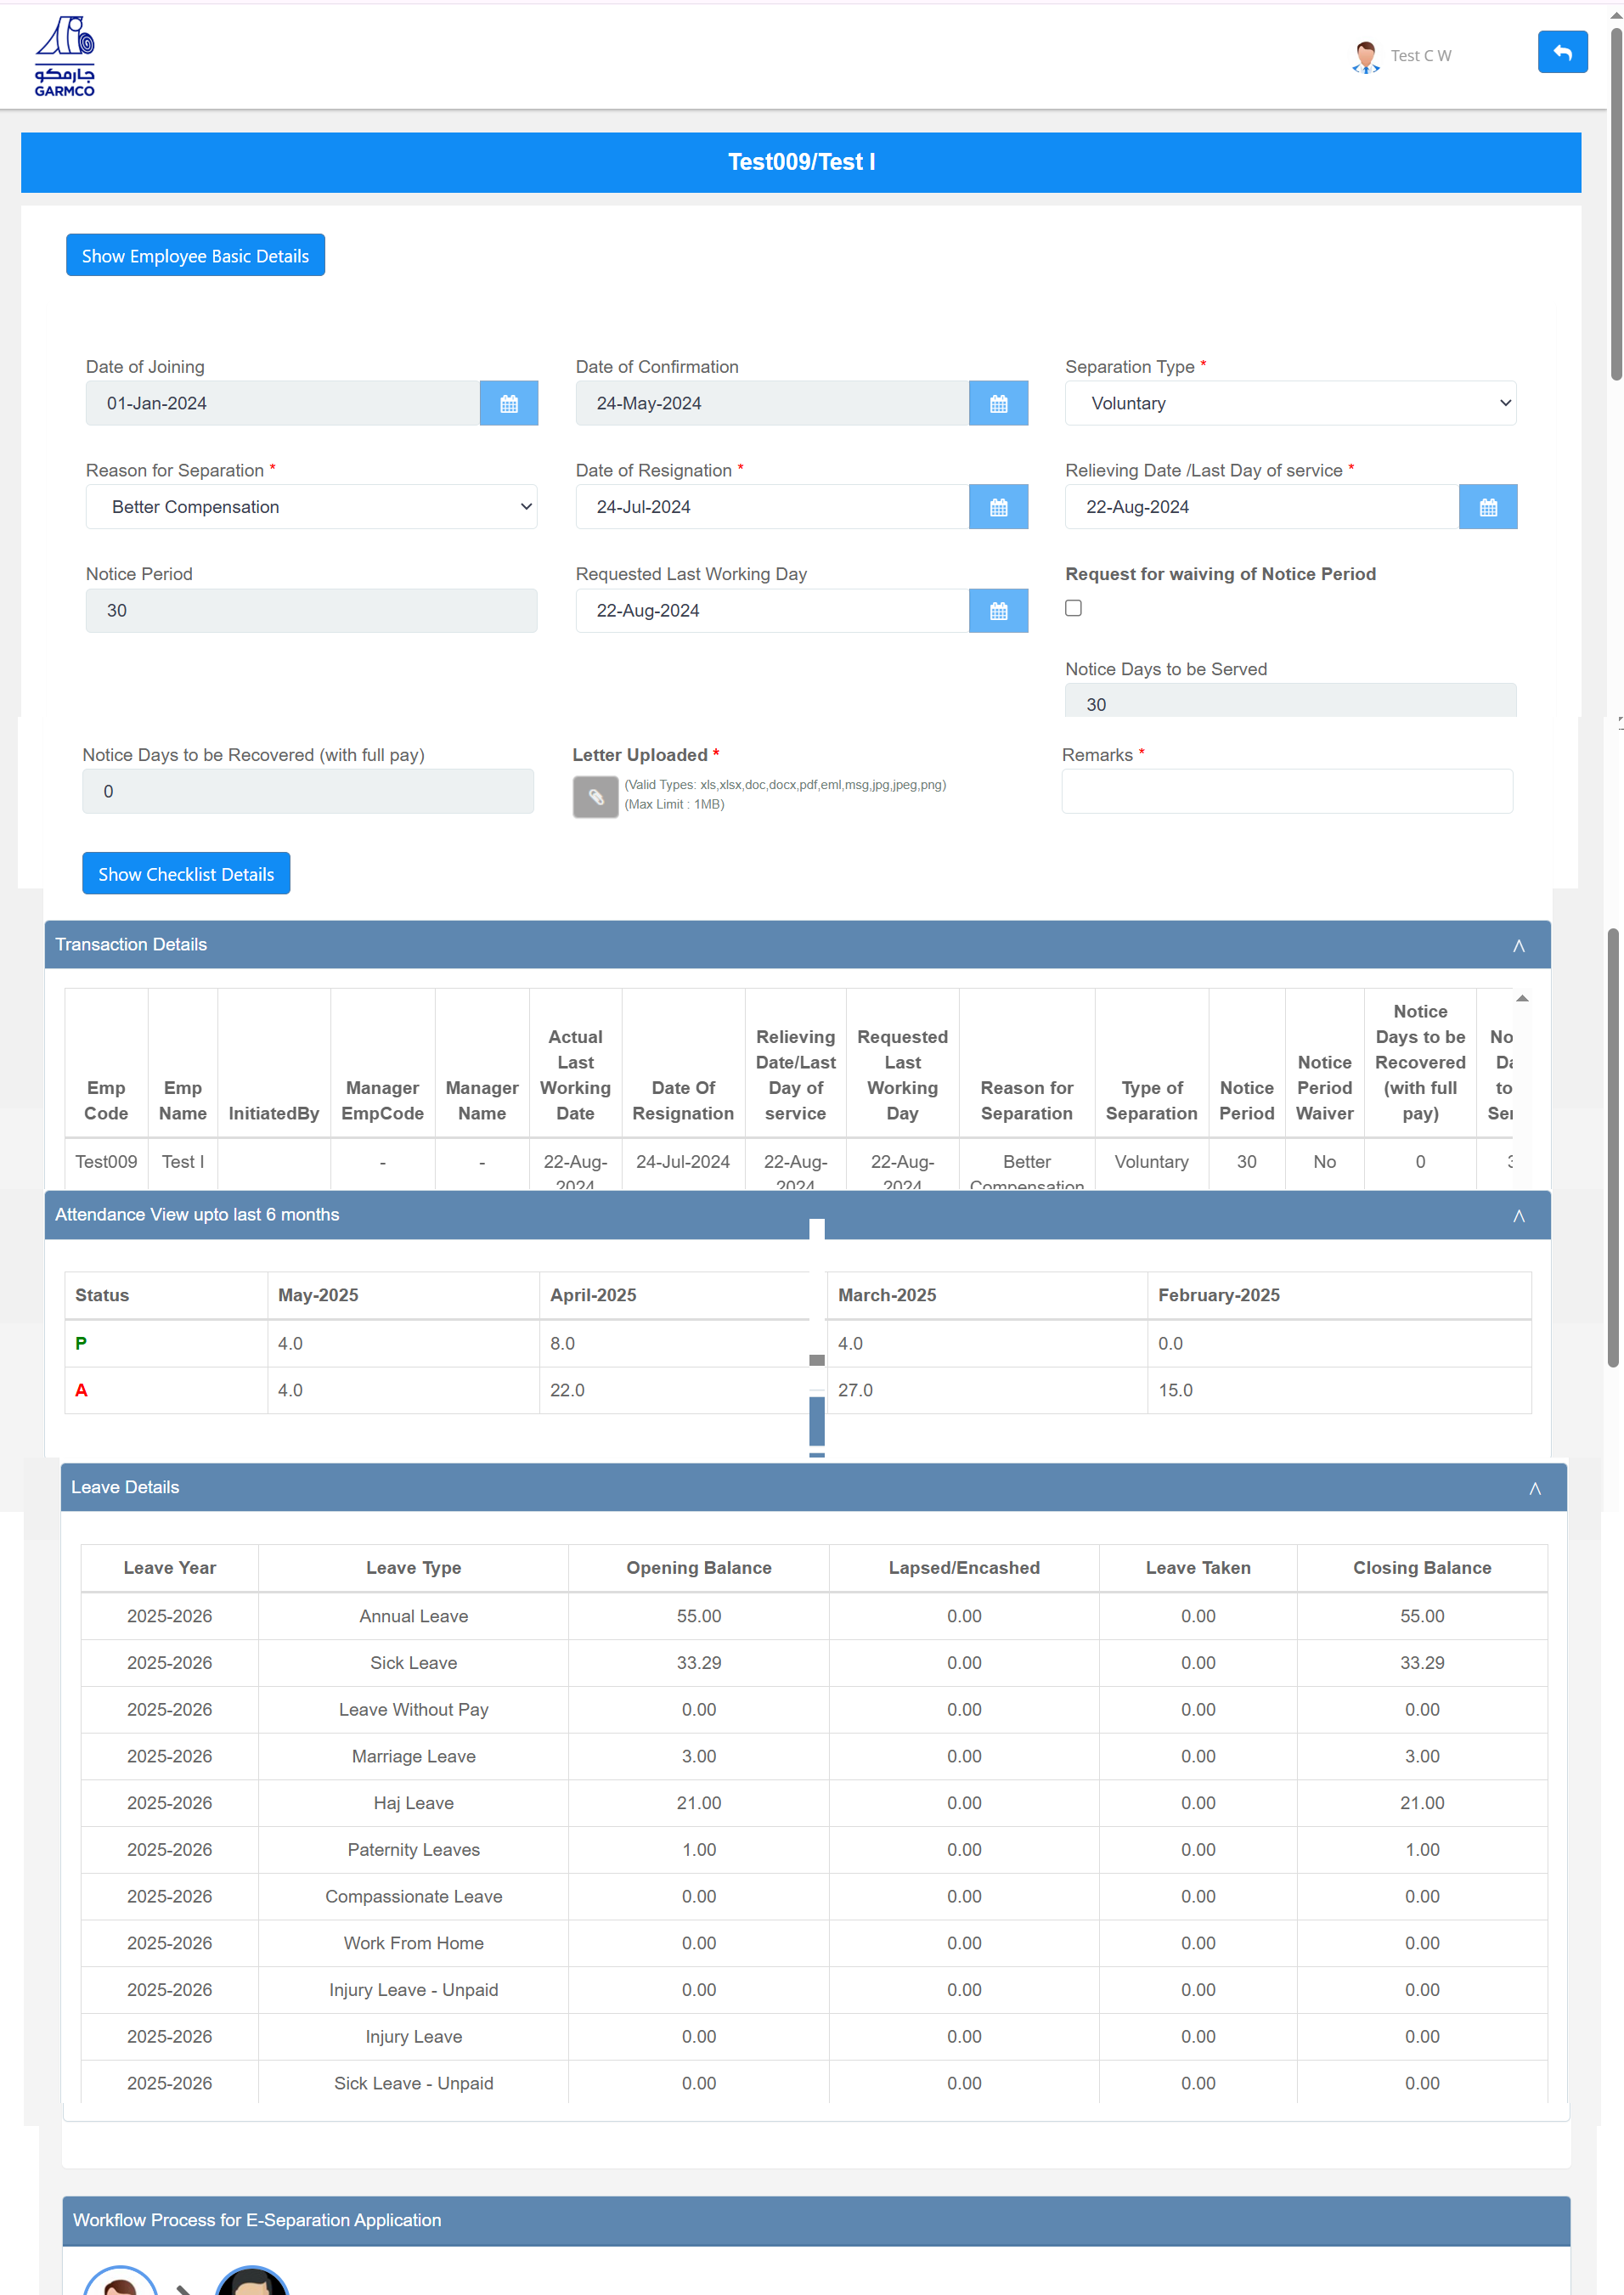 جارمكو
GARMCO
Test C W
Test009/Test I
Show Employee Basic Details
Date of Joining
Date of Confirmation
Separation Type *
01-Jan-2024
24-May-2024
Voluntary
Reason for Separation *
Date of Resignation *
Relieving Date /Last Day of service *
Better Compensation
24-Jul-2024
22-Aug-2024
Notice Period
Requested Last Working Day
Request for waiving of Notice Period
30
22-Aug-2024
Notice Days to be Served
30
Notice Days to be Recovered (with full pay)
Letter Uploaded *
Remarks *
0
(Valid Types: xls,xlsx,doc,docx,pdf,eml,msg,jpg,jpeg,png)
(Max Limit : 1MB)
Show Checklist Details
Transaction Details
Emp Code
Emp Name
InitiatedBy
Manager EmpCode
Manager Name
Actual Last Working Date
Date Of Resignation
Relieving Date/Last Day of service
Requested Last Working Day
Reason for Separation
Type of Separation
Notice Period
Notice Period Waiver
Notice Days to be Recovered (with full pay)
Test009
Test I
-
-
22-Aug-2024
24-Jul-2024
22-Aug-2024
22-Aug-2024
Better Compensation
Voluntary
30
No
0
Attendance View upto last 6 months
Status May-2025 April-2025 March-2025 February-2025
P 4.0 8.0 4.0 0.0
A 4.0 22.0 27.0 15.0
Leave Details
Leave Year Leave Type Opening Balance Lapsed/Encashed Leave Taken Closing Balance
2025-2026 Annual Leave 55.00 0.00 0.00 55.00
2025-2026 Sick Leave 33.29 0.00 0.00 33.29
2025-2026 Leave Without Pay 0.00 0.00 0.00 0.00
2025-2026 Marriage Leave 3.00 0.00 0.00 3.00
2025-2026 Haj Leave 21.00 0.00 0.00 21.00
2025-2026 Paternity Leaves 1.00 0.00 0.00 1.00
2025-2026 Compassionate Leave 0.00 0.00 0.00 0.00
2025-2026 Work From Home 0.00 0.00 0.00 0.00
2025-2026 Injury Leave - Unpaid 0.00 0.00 0.00 0.00
2025-2026 Injury Leave 0.00 0.00 0.00 0.00
2025-2026 Sick Leave - Unpaid 0.00 0.00 0.00 0.00
Workflow Process for E-Separation Application